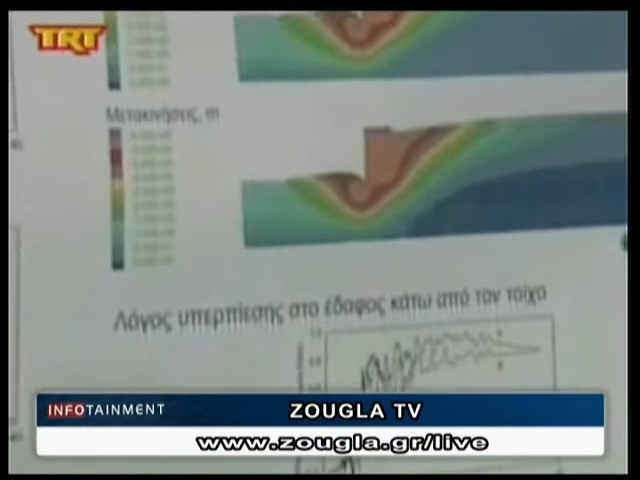 TRT
Μετακινήσεις, m
Λόγος υπερπίεσης στο έδαφος κάτω από τον τοίχο
INFOTAINMENT
ZOUGLA TV
www.zougla.gr/live